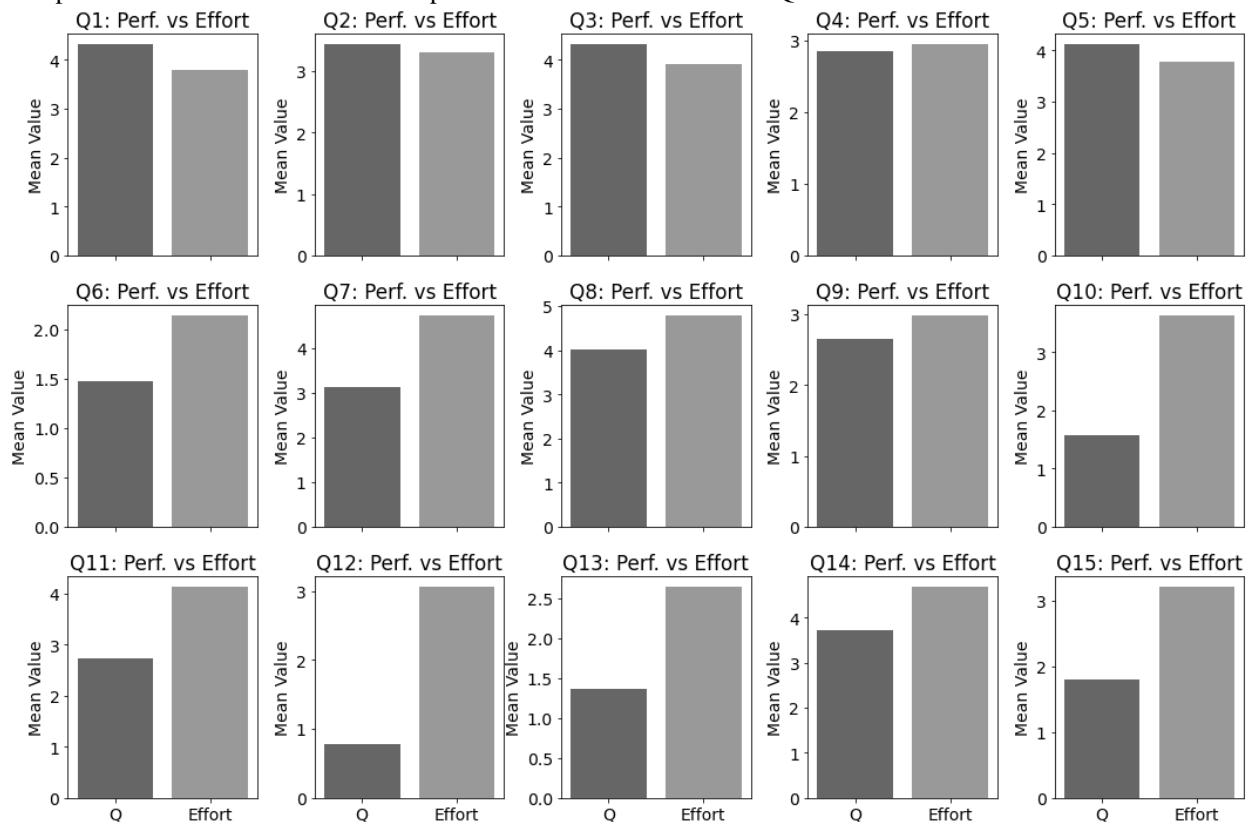 Q1: Perf. vs Effort
Q2: Perf. vs Effort
Q3: Perf. vs Effort
Q4: Perf. vs Effort
Q5: Perf. vs Effort
Mean Value
4
3
2
1
0
Mean Value
3
2
1
0
Mean Value
4
3
2
1
0
Mean Value
3
2
1
0
Mean Value
4
3
2
1
0
Q6: Perf. vs Effort
Q7: Perf. vs Effort
Q8: Perf. vs Effort
Q9: Perf. vs Effort
Q10: Perf. vs Effort
Mean Value
2.0
1.5
1.0
0.5
0.0
Mean Value
4
3
2
1
0
Mean Value
5
4
3
2
1
0
Mean Value
3
2
1
0
Mean Value
3
2
1
0
Q11: Perf. vs Effort
Q12: Perf. vs Effort
Q13: Perf. vs Effort
Q14: Perf. vs Effort
Q15: Perf. vs Effort
Mean Value
4
3
2
1
0
Q Effort
Mean Value
3
2
1
0
Q Effort
Mean Value
2.5
2.0
1.5
1.0
0.5
0.0
Q Effort
Mean Value
4
3
2
1
0
Q Effort
Mean Value
3
2
1
0
Q Effort